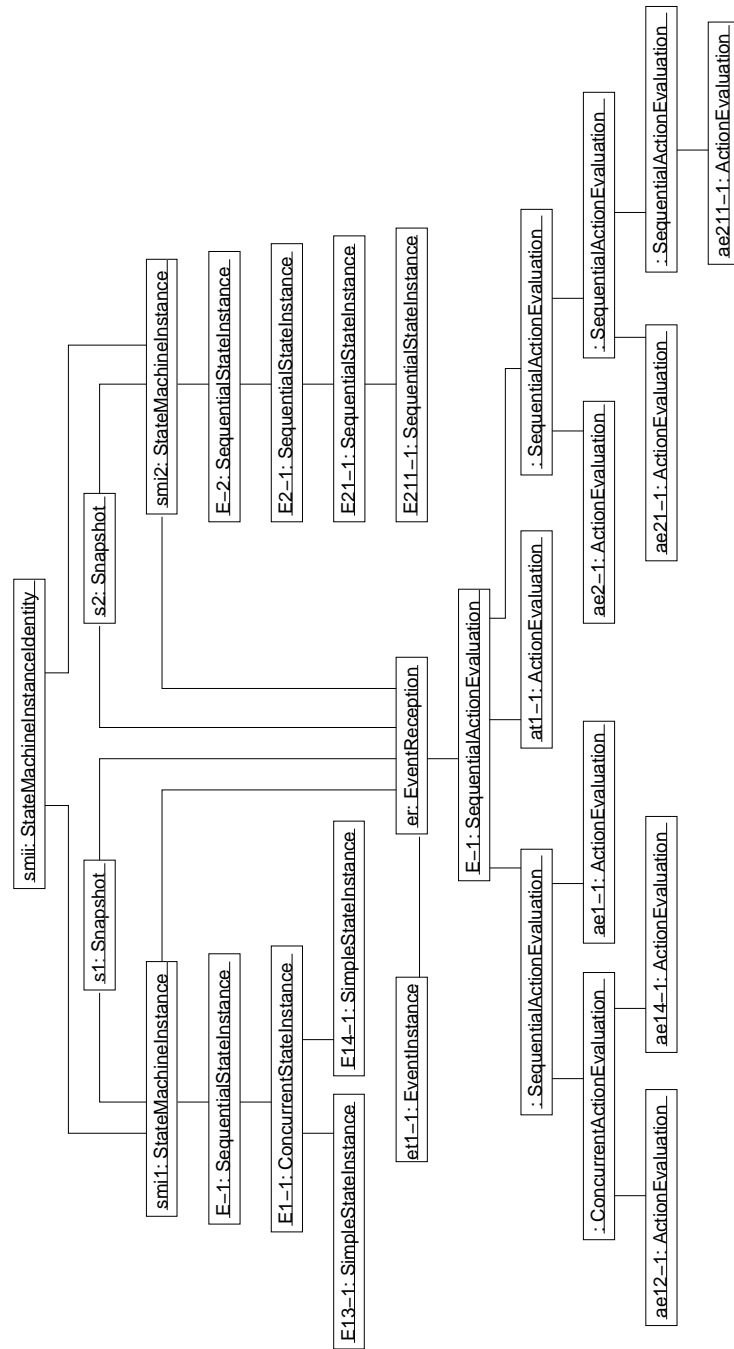 smii: StateMachineInstanceIdentity
s1: Snapshot
s2: Snapshot
smi1: StateMachineInstance
smi2: StateMachineInstance
E−1: SequentialStateInstance
E−2: SequentialStateInstance
E1−1: ConcurrentStateInstance
E2−1: SequentialStateInstance
E13−1: SimpleStateInstance
E14−1: SimpleStateInstance
E21−1: SequentialStateInstance
et1−1: EventInstance
er: EventReception
E211−1: SequentialStateInstance
E−1: SequentialActionEvaluation
: SequentialActionEvaluation
at1−1: ActionEvaluation
: SequentialActionEvaluation
: ConcurrentActionEvaluation
ae1−1: ActionEvaluation
ae2−1: ActionEvaluation
: SequentialActionEvaluation
ae12−1: ActionEvaluation
ae14−1: ActionEvaluation
ae21−1: ActionEvaluation
: SequentialActionEvaluation
ae211−1: ActionEvaluation